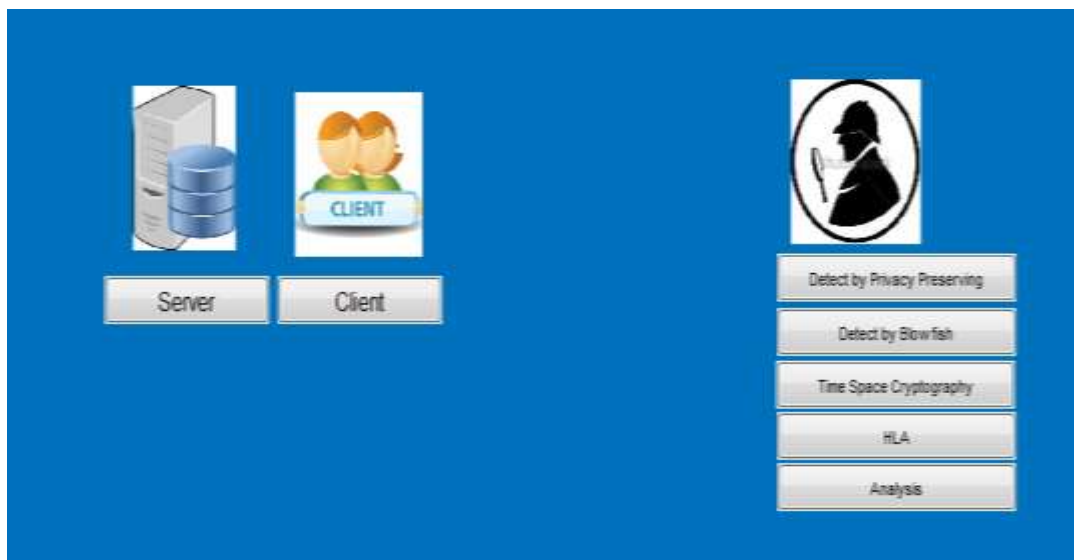 CLIENT
Server
Client
Detect by Privacy Preserving
Detect by Blowfish
Time Space Cryptography
HLA
Analysis